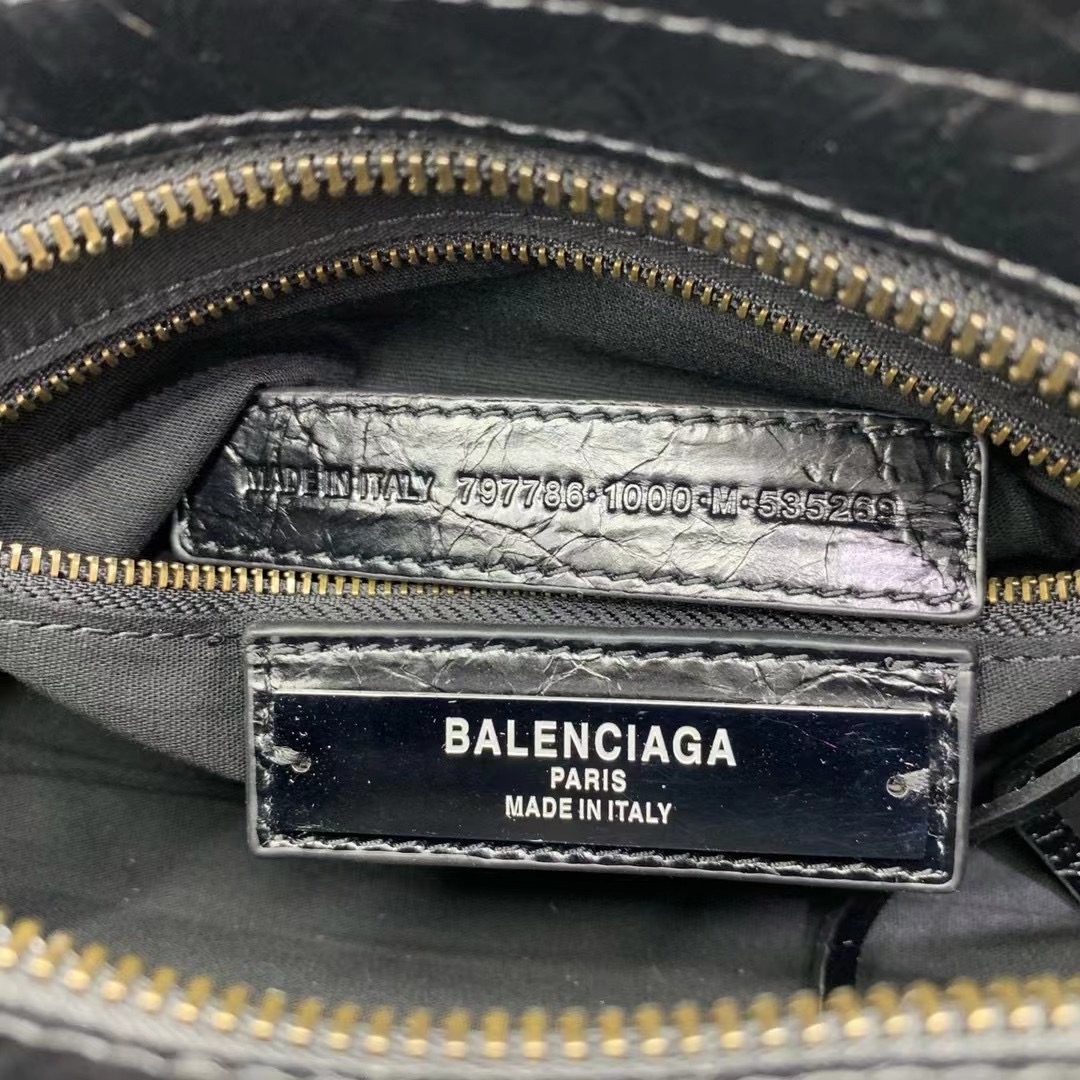 MADE IN ITALY 797786·1000·M·535269
BALENCIAGA
PARIS
MADE IN ITALY